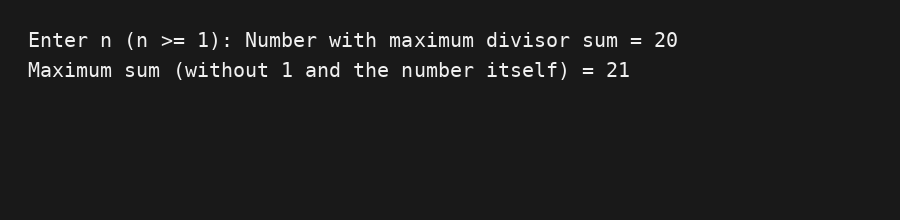 Enter n (n >= 1): Number with maximum divisor sum = 20
Maximum sum (without 1 and the number itself) = 21